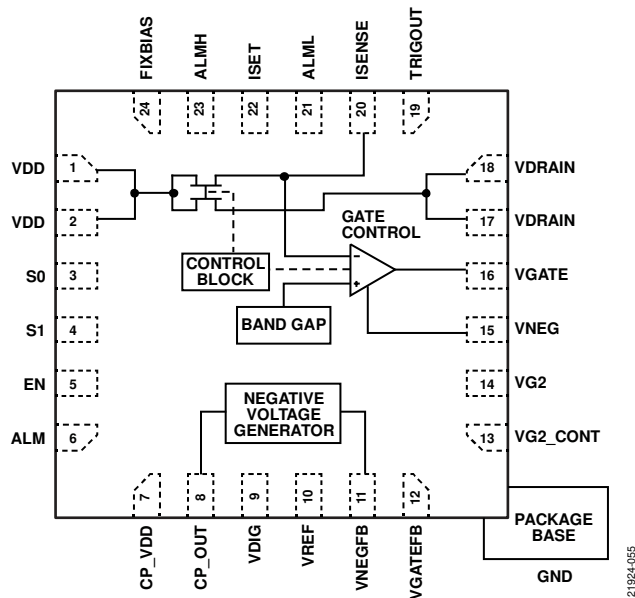 FIXBIAS
ALMH
ISET
ALML
ISENSE
TRIGOUT
24
23
22
21
20
19
VDD
1
18
VDRAIN
VDD
2
17
VDRAIN
GATE
CONTROL
S0
3
CONTROL
BLOCK
–
+
16
VGATE
S1
4
BAND GAP
15
VNEG
EN
5
14
VG2
ALM
6
NEGATIVE
VOLTAGE
GENERATOR
13
VG2_CONT
7
8
9
10
11
12
CP_VDD
CP_OUT
VDIG
VREF
VNEGFB
VGATEFB
PACKAGE
BASE
GND
21924-055